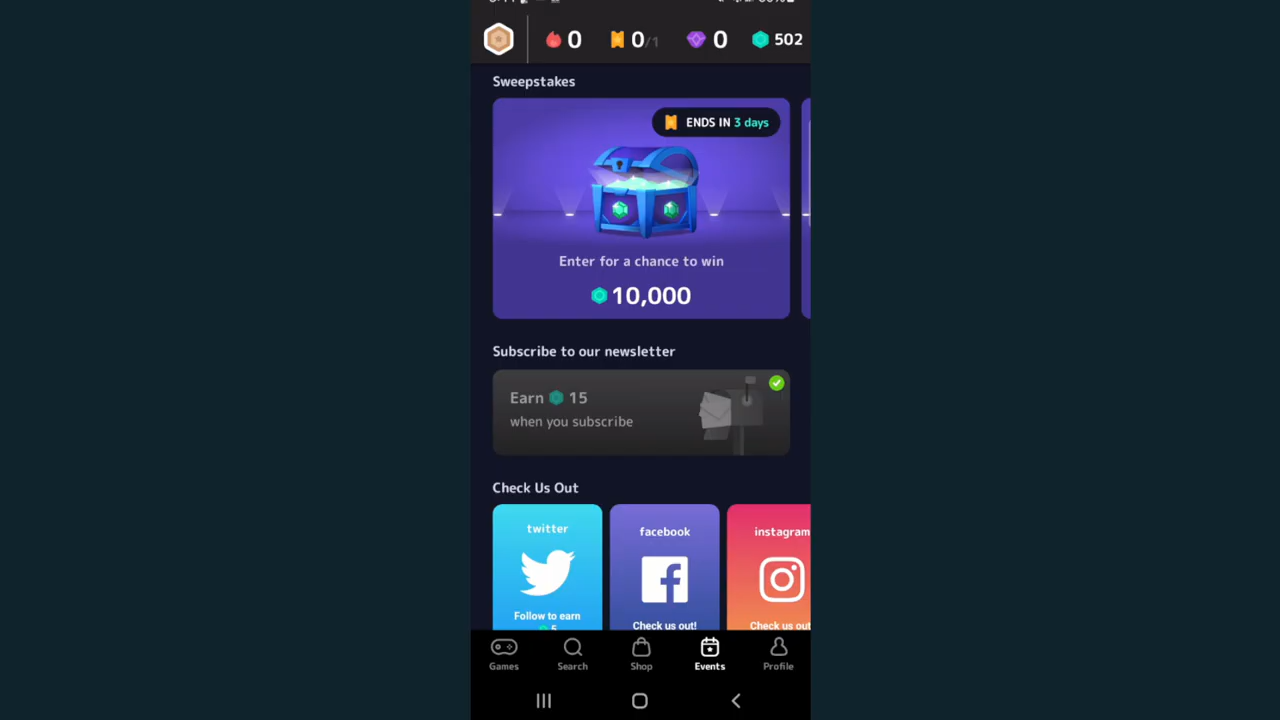 0 0/1 0 502
Sweepstakes
ENDS IN 3 days
Enter for a chance to win
10,000
Subscribe to our newsletter
Earn 15
when you subscribe
Check Us Out
twitter facebook instagram
Follow to earn
5
Check us out! Check us out
Games Search Shop Events Profile